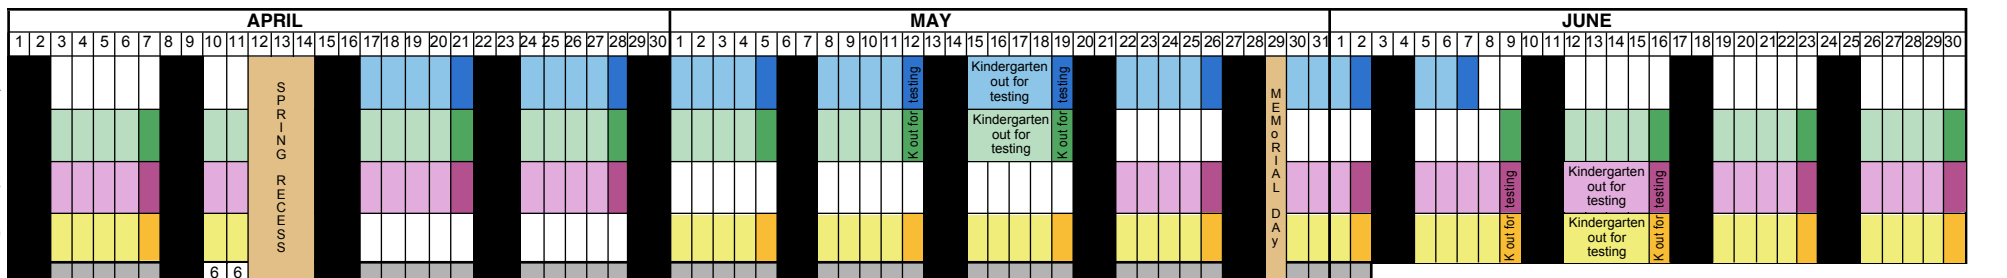 APRIL MAY JUNE
1 2 3 4 5 6 7 8 9 10 11 12 13 14 15 16 17 18 19 20 21 22 23 24 25 26 27 28 29 30 1 2 3 4 5 6 7 8 9 10 11 12 13 14 15 16 17 18 19 20 21 22 23 24 25 26 27 28 29 30 31 1 2 3 4 5 6 7 8 9 10 11 12 13 14 15 16 17 18 19 20 21 22 23 24 25 26 27 28 29 30
SPRING RECESS
K out for testing
Kindergarten
out for
testing
Kindergarten
out for
testing
K out for testing
MEMoRIAL DAy
K out for testing
Kindergarten
out for
testing
Kindergarten
out for
testing
K out for testing
6 6